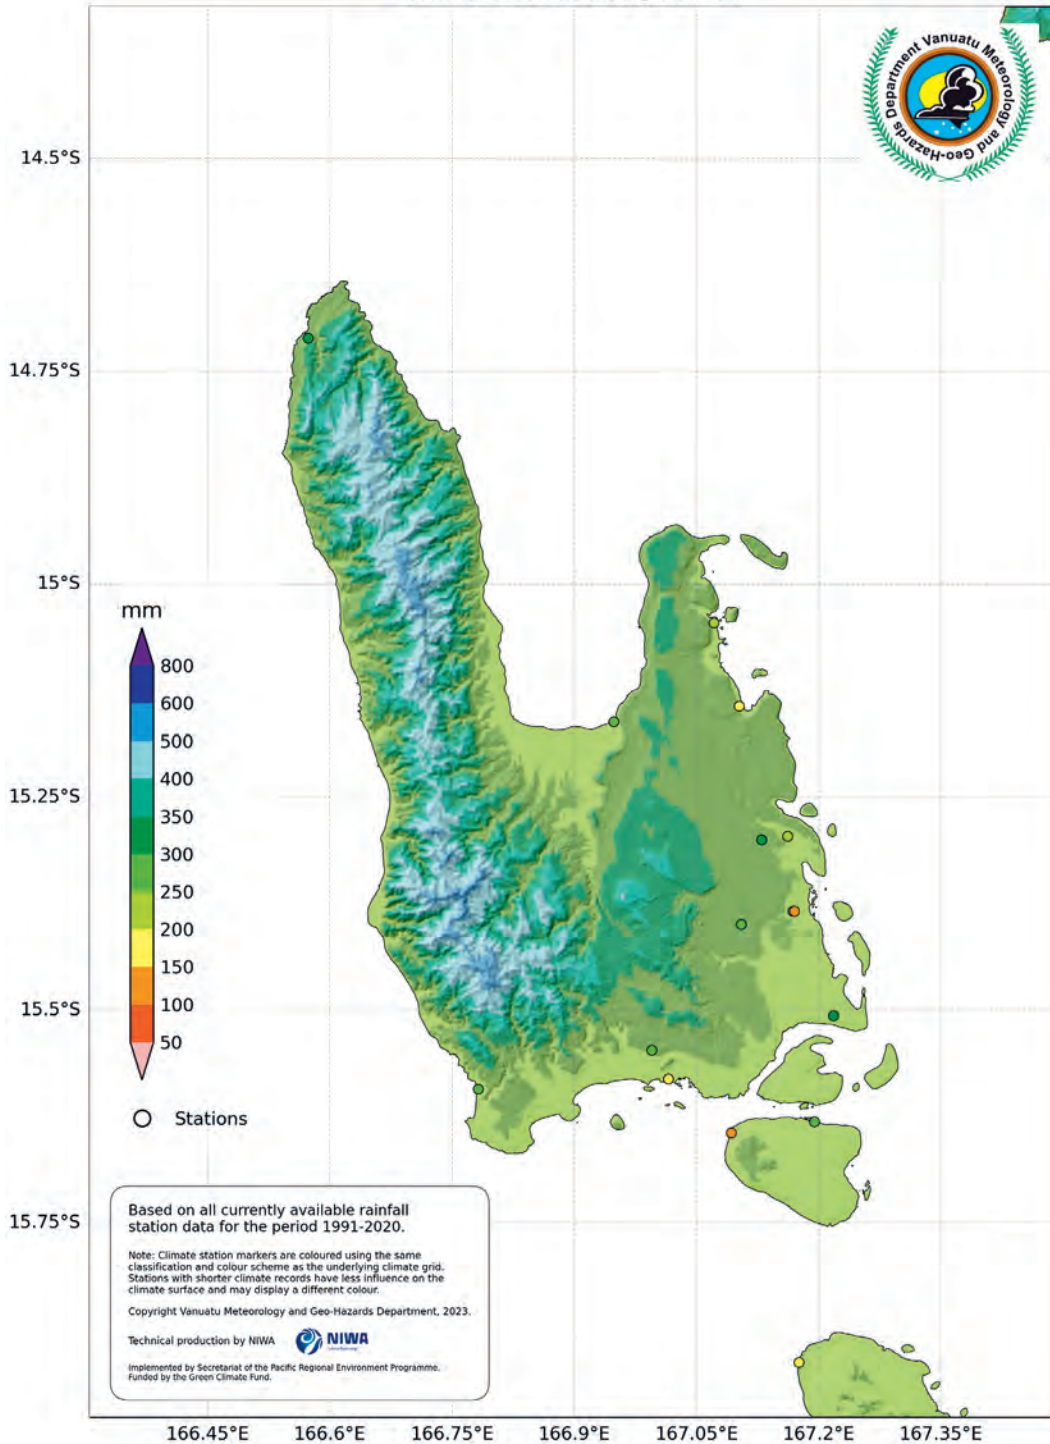 Vanuatu Meteorology and Geo-Hazards Department
14.5°S
14.75°S
15°S
15.25°S
15.5°S
15.75°S
mm
800
600
500
400
350
300
250
200
150
100
50
Stations
Based on all currently available rainfall
station data for the period 1991-2020.
Note: Climate station markers are coloured using the same
classification and colour scheme as the underlying climate grid.
Stations with shorter climate records have less influence on the
climate surface and may display a different colour.
Copyright Vanuatu Meteorology and Geo-Hazards Department, 2023.
Technical production by NIWA
NIWA
Implemented by Secretariat of the Pacific Regional Environment Programme.
Funded by the Green Climate Fund.
166.45°E 166.6°E 166.75°E 166.9°E 167.05°E 167.2°E 167.35°E